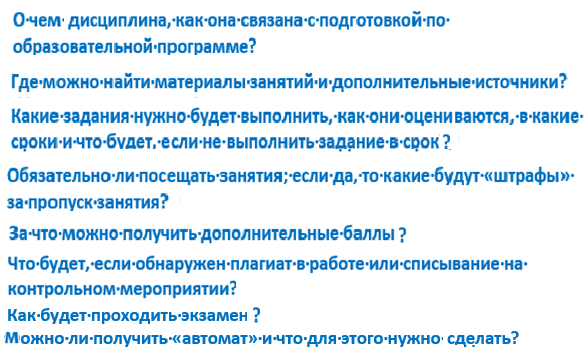 О·чем· дисциплина,·как·она·связана·с·подготовкой·по·
образовательной·программе?
Где·можно·найти·материалы·занятий·и·дополнительные·источники?
Какие·задания·нужно·будет·выполнить,·как·они·оцениваются,·в·какие·
сроки·и·что·будет,·если·не·выполнить·задание·в·срок ?
Обязательно·ли·посещать·занятия;·если·да,·то·какие·будут·«штрафы»·
за·пропуск·занятия?
За·что·можно·получить·дополнительные·баллы ?
Что·будет,·если·обнаружен·плагиат·в·работе·или·списывание·на·
контрольном·мероприятии?
Как·будет·проходить·экзамен ?
Можно·ли·получить·«автомат»·и·что·для·этого·нужно· сделать?